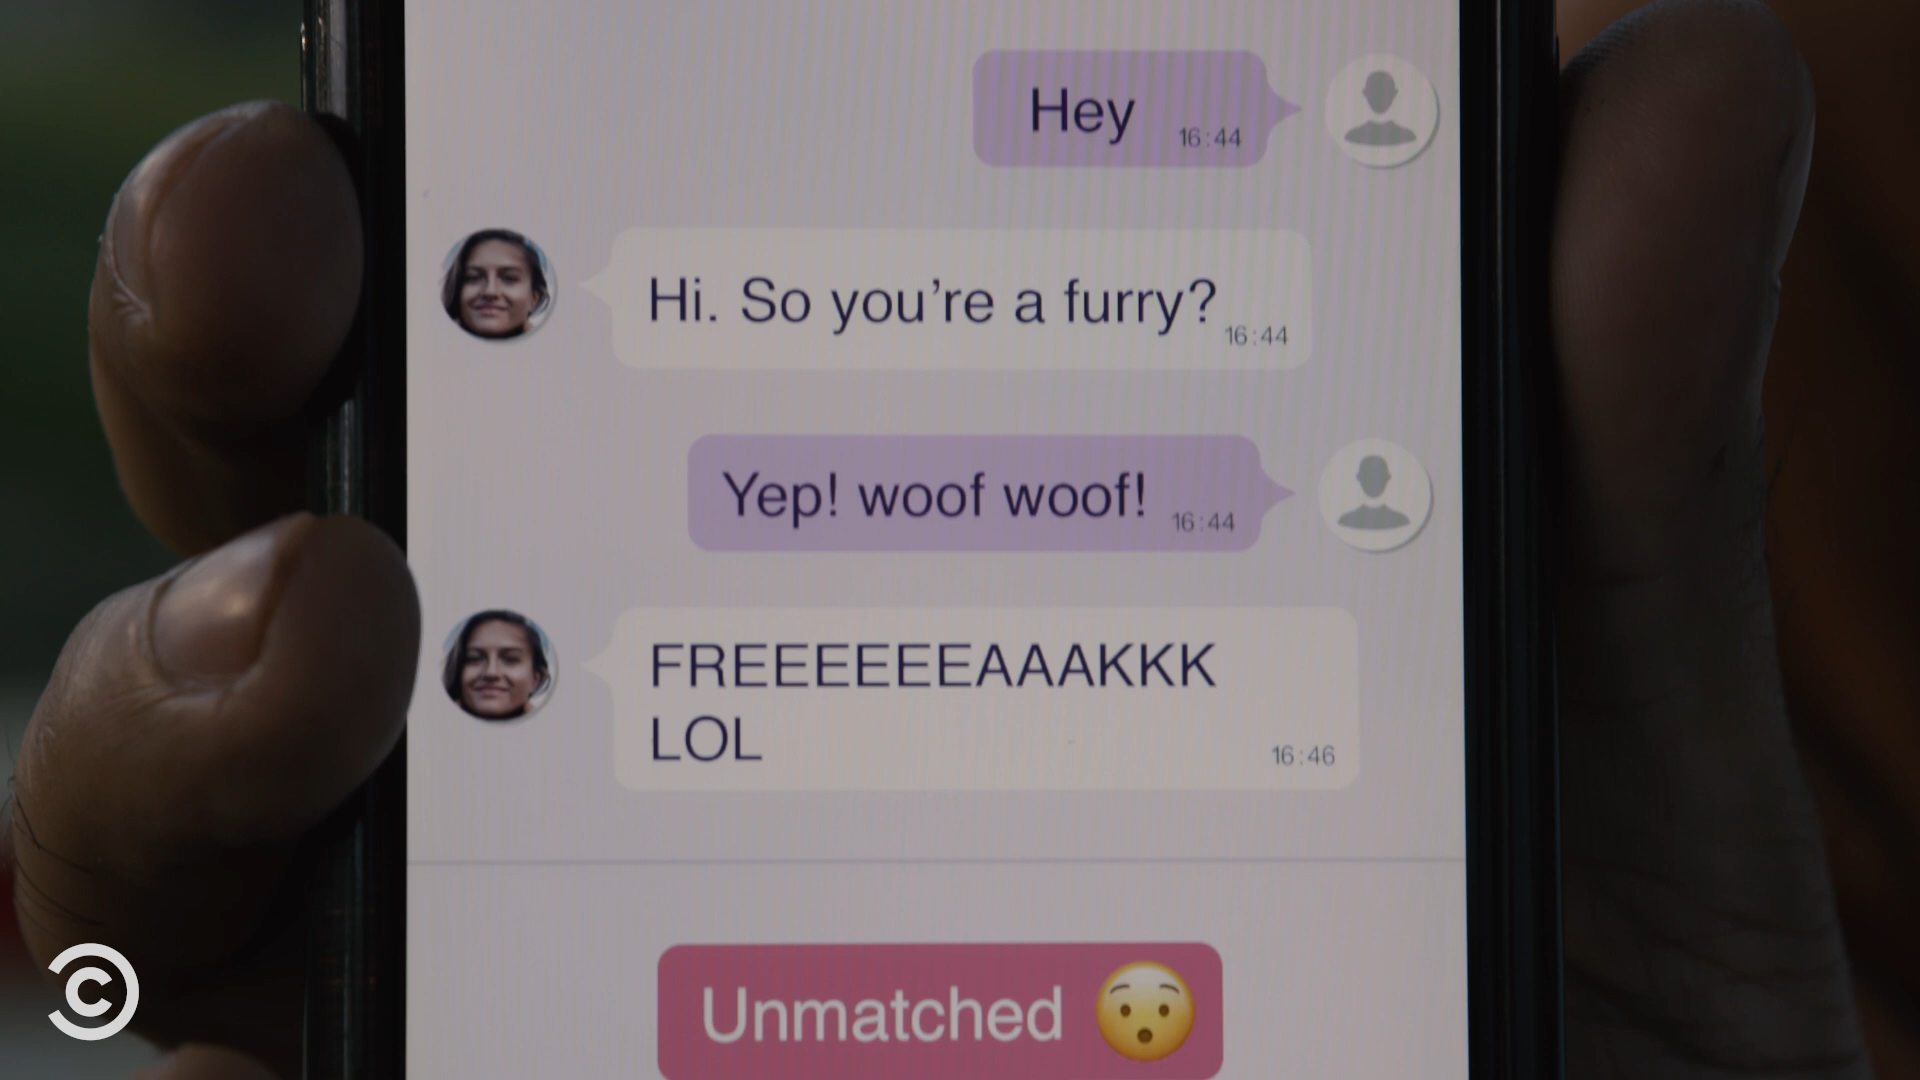 Hey
16:44
Hi. So you're a furry?
16:44
Yep! woof woof!
16:44
FREEEEEEAAAKKK
LOL
16:46
Unmatched 😯